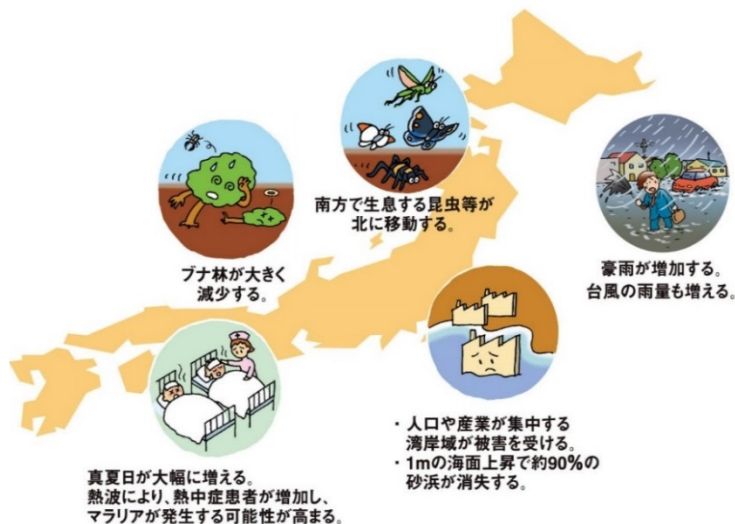 南方で生息する昆虫等が
北に移動する。
ブナ林が大きく
減少する。
豪雨が増加する。
台風の雨量も増える。
・人口や産業が集中する
湾岸域が被害を受ける。
・1mの海面上昇で約90%の
砂浜が消失する。
真夏日が大幅に増える。
熱波により、熱中症患者が増加し、
マラリアが発生する可能性が高まる。